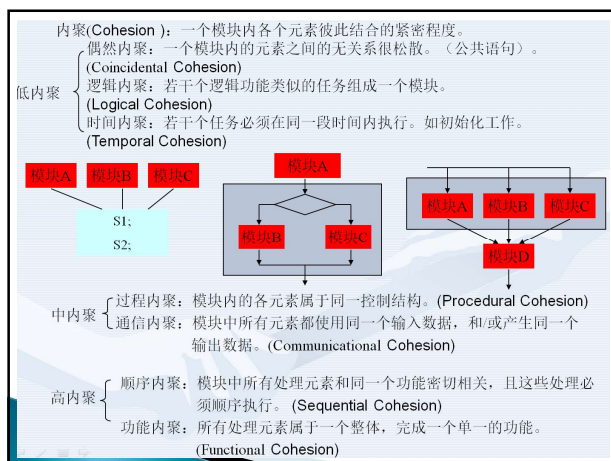 内聚(Cohesion)：一个模块内各个元素彼此结合的紧密程度。
偶然内聚：一个模块内的元素之间的无关系很松散。（公共语句）。
(Coincidental Cohesion)
低内聚
逻辑内聚：若干个逻辑功能类似的任务组成一个模块。
(Logical Cohesion)
时间内聚：若干个任务必须在同一段时间内执行。如初始化工作。
(Temporal Cohesion)
模块A 模块B 模块C
S1;
S2;
模块A
模块B 模块C
模块A 模块B 模块C
模块D
中内聚
过程内聚：模块内的各元素属于同一控制结构。(Procedural Cohesion)
通信内聚：模块中所有元素都使用同一个输入数据，和/或产生同一个
输出数据。(Communicational Cohesion)
高内聚
顺序内聚：模块中所有处理元素和同一个功能密切相关，且这些处理必
须顺序执行。 (Sequential Cohesion)
功能内聚：所有处理元素属于一个整体，完成一个单一的功能。
(Functional Cohesion)